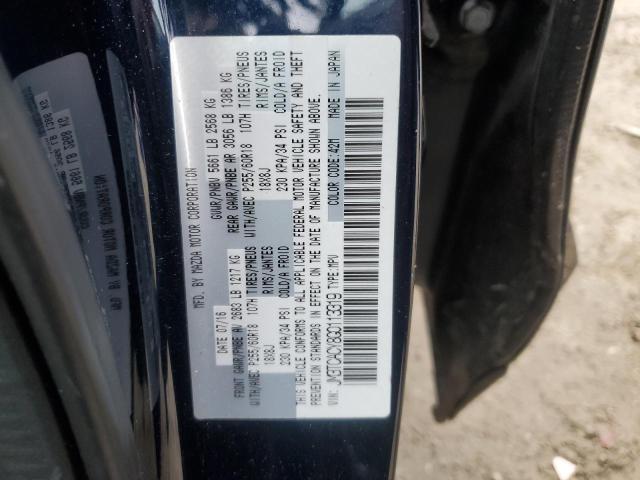 MFD. BY MAZDA MOTOR CORPORATION
DATE 07/16 GVWR/PNBV 5661 LB 2568 KG
FRONT GAWR/PNBE AV 2683 LB 1217 KG REAR GAWR/PNBE AR 3056 LB 1386 KG
WITH/AVEC P255/60R18 107H TIRES/PNEUS WITH/AVEC P255/60R18 107H TIRES/PNEUS
18X8J RIMS/JANTES 18X8J RIMS/JANTES
230 KPA/34 PSI COLD/A FROID 230 KPA/34 PSI COLD/A FROID
THIS VEHICLE CONFORMS TO ALL APPLICABLE FEDERAL MOTOR VEHICLE SAFETY AND THEFT
PREVENTION STANDARDS IN EFFECT ON THE DATE OF MANUFACTURE SHOWN ABOVE.
COLOR CODE: 42M MADE IN JAPAN
VIN: JM3TCACY8G0113319 TYPE: MPV